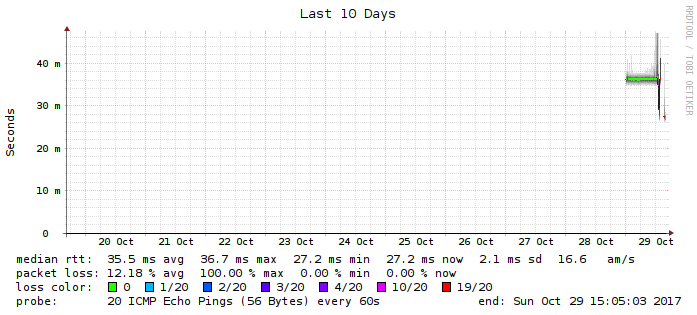 Last 10 Days
RRDTOOL / TOBI OETIKER
Seconds
40 m
30 m
20 m
10 m
0
20 Oct 21 Oct 22 Oct 23 Oct 24 Oct 25 Oct 26 Oct 27 Oct 28 Oct 29 Oct
median rtt: 35.5 ms avg 36.7 ms max 27.2 ms min 27.2 ms now 2.1 ms sd 16.6 am/s
packet loss: 12.18 % avg 100.00 % max 0.00 % min 0.00 % now
loss color: 0 1/20 2/20 3/20 4/20 10/20 19/20
probe: 20 ICMP Echo Pings (56 Bytes) every 60s end: Sun Oct 29 15:05:03 2017